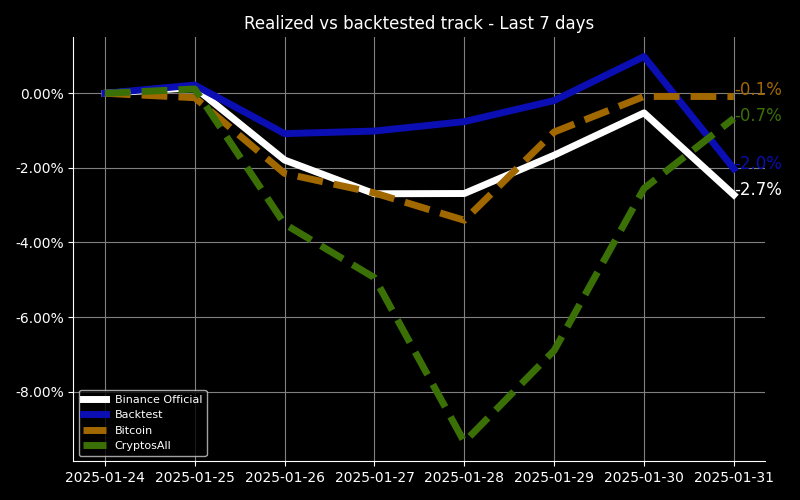 Realized vs backtested track - Last 7 days
0.00%
-2.00%
-4.00%
-6.00%
-8.00%
-0.1%
-0.7%
-2.0%
-2.7%
Binance Official
Backtest
Bitcoin
CryptosAll
2025-01-24 2025-01-25 2025-01-26 2025-01-27 2025-01-28 2025-01-29 2025-01-30 2025-01-31